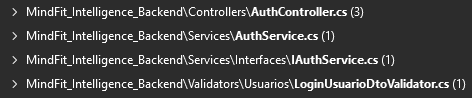 MindFit_Intelligence_Backend\Controllers\AuthController.cs (3)
MindFit_Intelligence_Backend\Services\AuthService.cs (1)
MindFit_Intelligence_Backend\Services\Interfaces\IAuthService.cs (1)
MindFit_Intelligence_Backend\Validators\Usuarios\LoginUsuarioDtoValidator.cs (1)